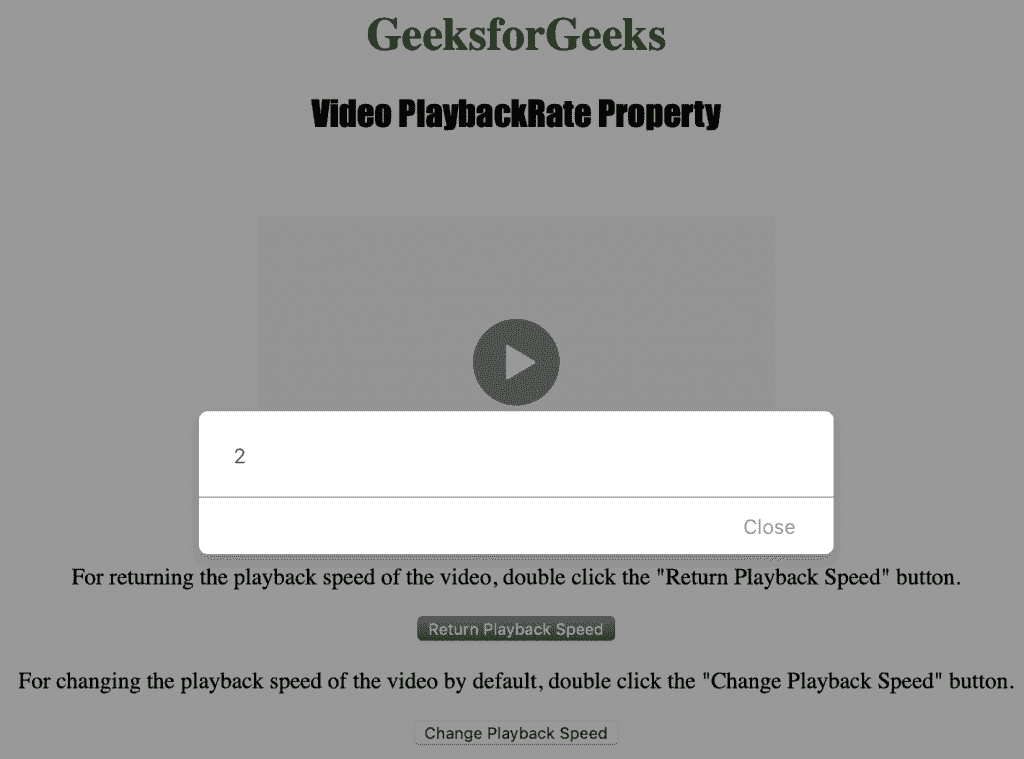 GeeksforGeeks
Video PlaybackRate Property
2
Close
For returning the playback speed of the video, double click the "Return Playback Speed" button.
Return Playback Speed
For changing the playback speed of the video by default, double click the "Change Playback Speed" button.
Change Playback Speed